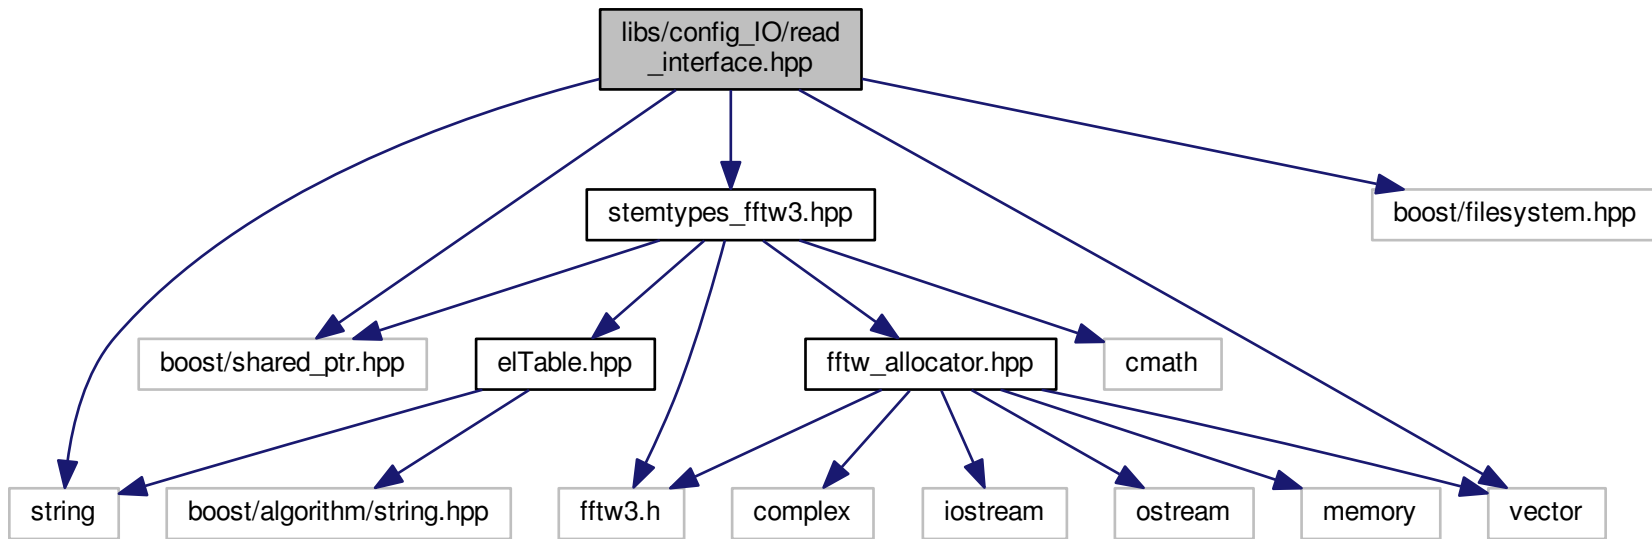 libs/config_IO/read
_interface.hpp
stemtypes_fftw3.hpp
boost/filesystem.hpp
boost/shared_ptr.hpp
elTable.hpp
fftw_allocator.hpp
cmath
string
boost/algorithm/string.hpp
fftw3.h
complex
iostream
ostream
memory
vector